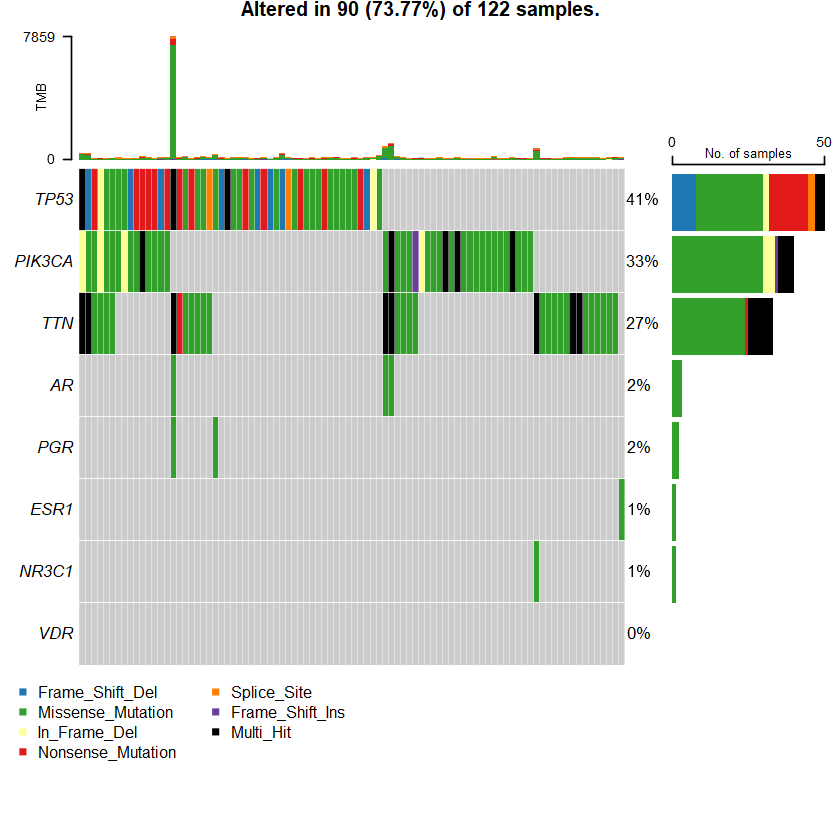 Altered in 90 (73.77%) of 122 samples.
7859
TMB
0
0 50
No. of samples
TP53 41%
PIK3CA 33%
TTN 27%
AR 2%
PGR 2%
ESR1 1%
NR3C1 1%
VDR 0%
Frame_Shift_Del Splice_Site
Missense_Mutation Frame_Shift_Ins
In_Frame_Del Multi_Hit
Nonsense_Mutation